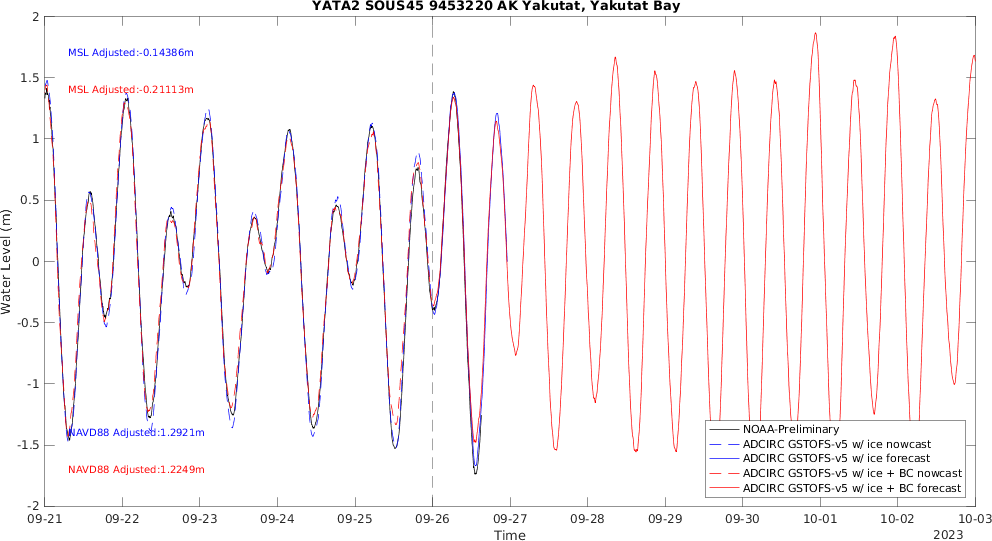 YATA2 SOUS45 9453220 AK Yakutat, Yakutat Bay
MSL Adjusted:-0.14386m
MSL Adjusted:-0.21113m
NAVD88 Adjusted:1.2921m
NAVD88 Adjusted:1.2249m
Water Level (m)
2
1.5
1
0.5
0
-0.5
-1
-1.5
-2
NOAA-Preliminary
ADCIRC GSTOFS-v5 w/ ice nowcast
ADCIRC GSTOFS-v5 w/ ice forecast
ADCIRC GSTOFS-v5 w/ ice + BC nowcast
ADCIRC GSTOFS-v5 w/ ice + BC forecast
09-21 09-22 09-23 09-24 09-25 09-26 09-27 09-28 09-29 09-30 10-01 10-02 10-03
Time
2023